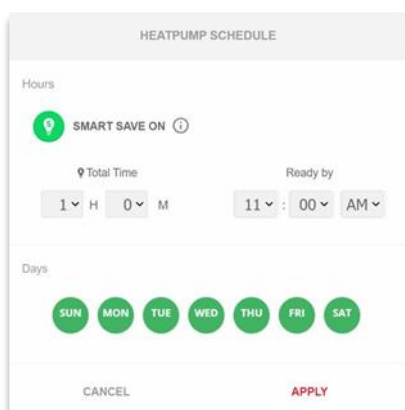 HEATPUMP SCHEDULE
Hours
SMART SAVE ON
Total Time Ready by
1 H 0 M 11 : 00 AM
Days
SUN MON TUE WED THU FRI SAT
CANCEL APPLY